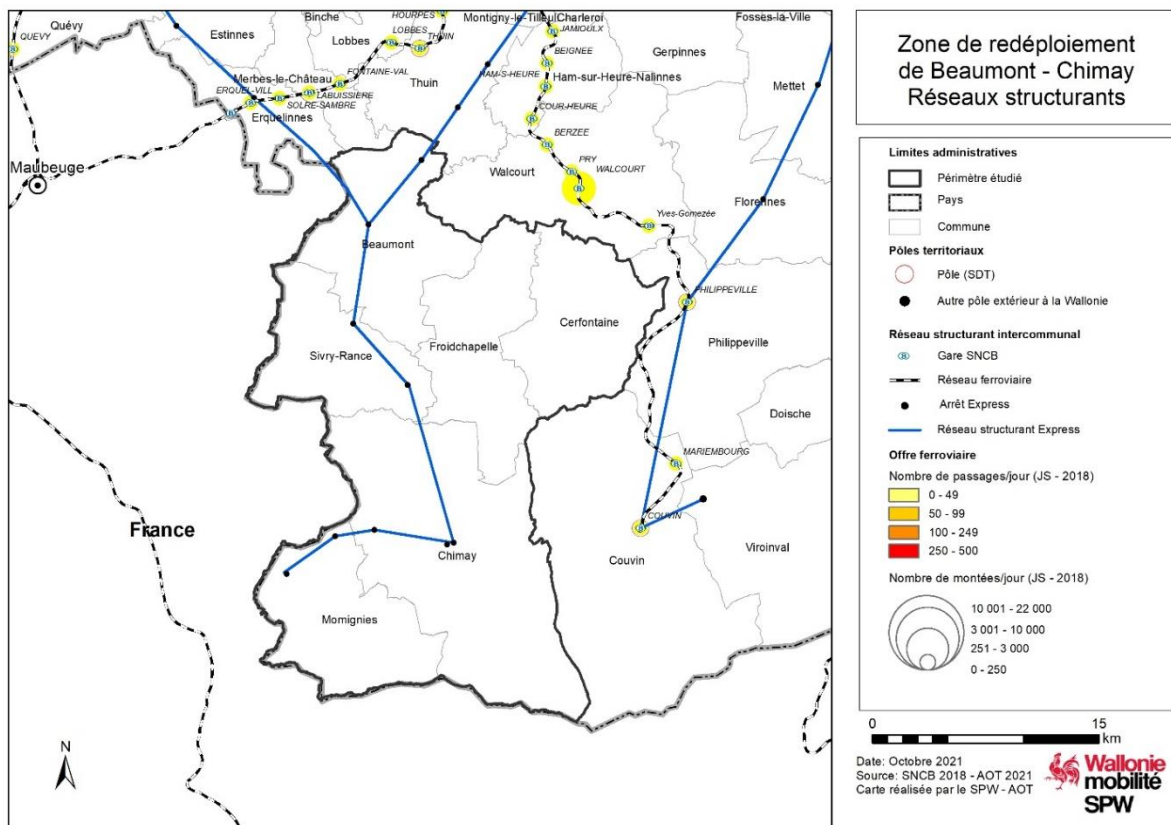 Quévy
QUEVY
Estinnes
Binche
HOURPES
Montigny-le-Tilleul
Charleroi
JAMIOULX
Fosses-la-Ville
LOBBES
Lobbes
THUIN
BEIGNEE
Gerpinnes
FONTAINE-VAL
Merbes-le-Château
Thuin
HAM-S-HEURE
Ham-sur-Heure-Nalinnes
Mettet
ERQUEL-VILL
LABUISSIÈRE
SOLRE-SAMBRE
Erquelinnes
COUR-HEURE
BERZEE
Maubeuge
PRY
WALCOURT
Walcourt
Florennes
Yves-Gomezée
Beaumont
PHILIPPEVILLE
Cerfontaine
Philippeville
Froidchapelle
Sivry-Rance
Doische
MARIEMBOURG
France
COUVIN
Chimay
Couvin
Viroinval
Momignies
N
Zone de redéploiement
de Beaumont - Chimay
Réseaux structurants
Limites administratives
Périmètre étudié
Pays
Commune
Pôles territoriaux
Pôle (SDT)
Autre pôle extérieur à la Wallonie
Réseau structurant intercommunal
B Gare SNCB
Réseau ferroviaire
Arrêt Express
Réseau structurant Express
Offre ferroviaire
Nombre de passages/jour (JS - 2018)
0 - 49
50 - 99
100 - 249
250 - 500
Nombre de montées/jour (JS - 2018)
10 001 - 22 000
3 001 - 10 000
251 - 3 000
0 - 250
0 15
km
Date: Octobre 2021
Source: SNCB 2018 - AOT 2021
Carte réalisée par le SPW - AOT
Wallonie
mobilité
SPW